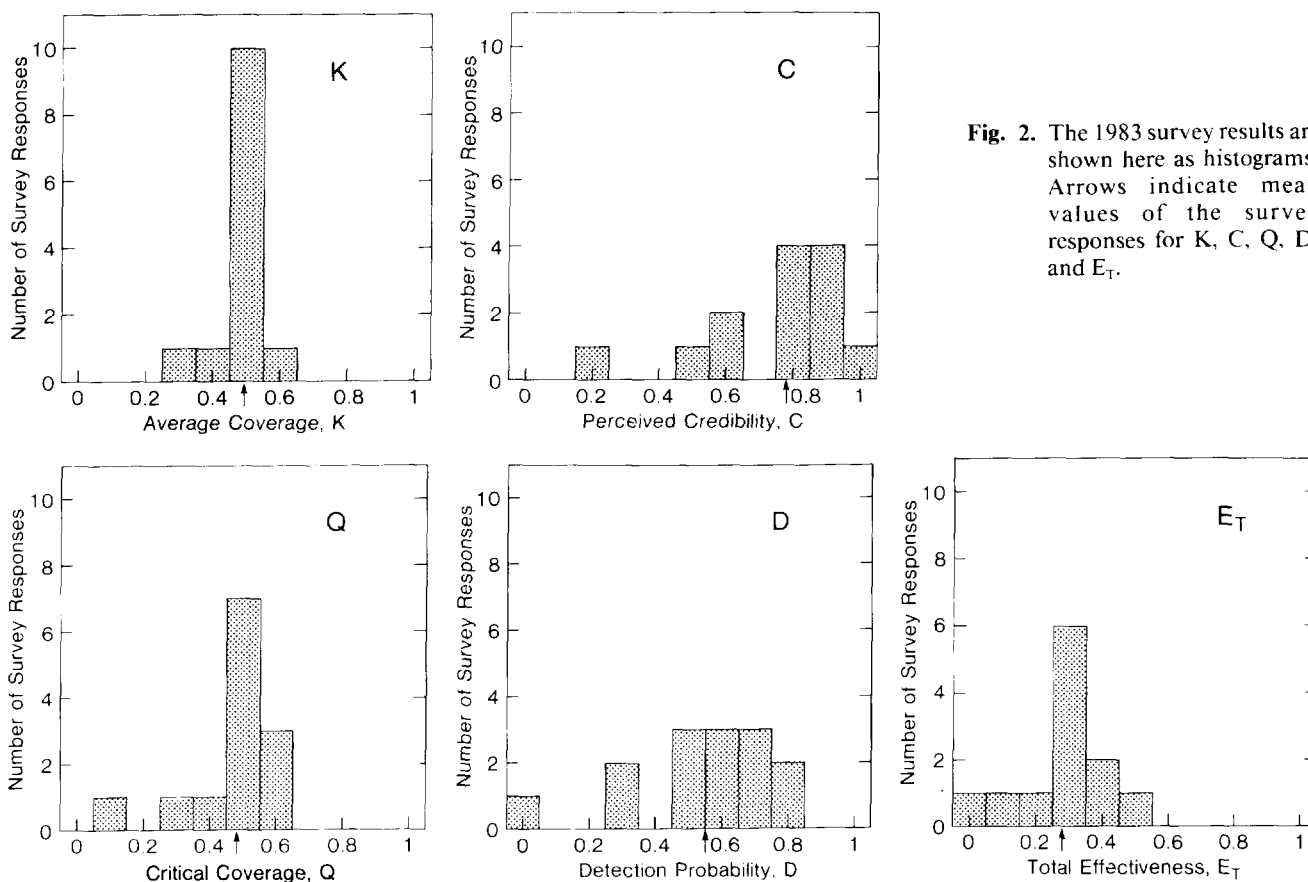 Number of Survey Responses
10
8
6
4
2
0
K
0 0.2 0.4 0.6 0.8 1
Average Coverage, K
Number of Survey Responses
10
8
6
4
2
0
C
0 0.2 0.4 0.6 0.8 1
Perceived Credibility, C
Fig. 2. The 1983 survey results ar
shown here as histograms
Arrows indicate mea
values of the surve
responses for K, C, Q, D
and E_T.
Number of Survey Responses
10
8
6
4
2
0
Q
0 0.2 0.4 0.6 0.8 1
Critical Coverage, Q
Number of Survey Responses
10
8
6
4
2
0
D
0 0.2 0.4 0.6 0.8 1
Detection Probability, D
Number of Survey Responses
10
8
6
4
2
0
E_T
0 0.2 0.4 0.6 0.8 1
Total Effectiveness, E_T